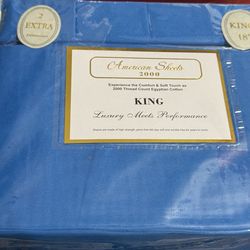 2
EXTRA
KING
18"
American Sheets
2000
Experience the Comfort & Soft Touch as
2000 Thread Count Egyptian Cotton
KING
Luxury Meets Performance